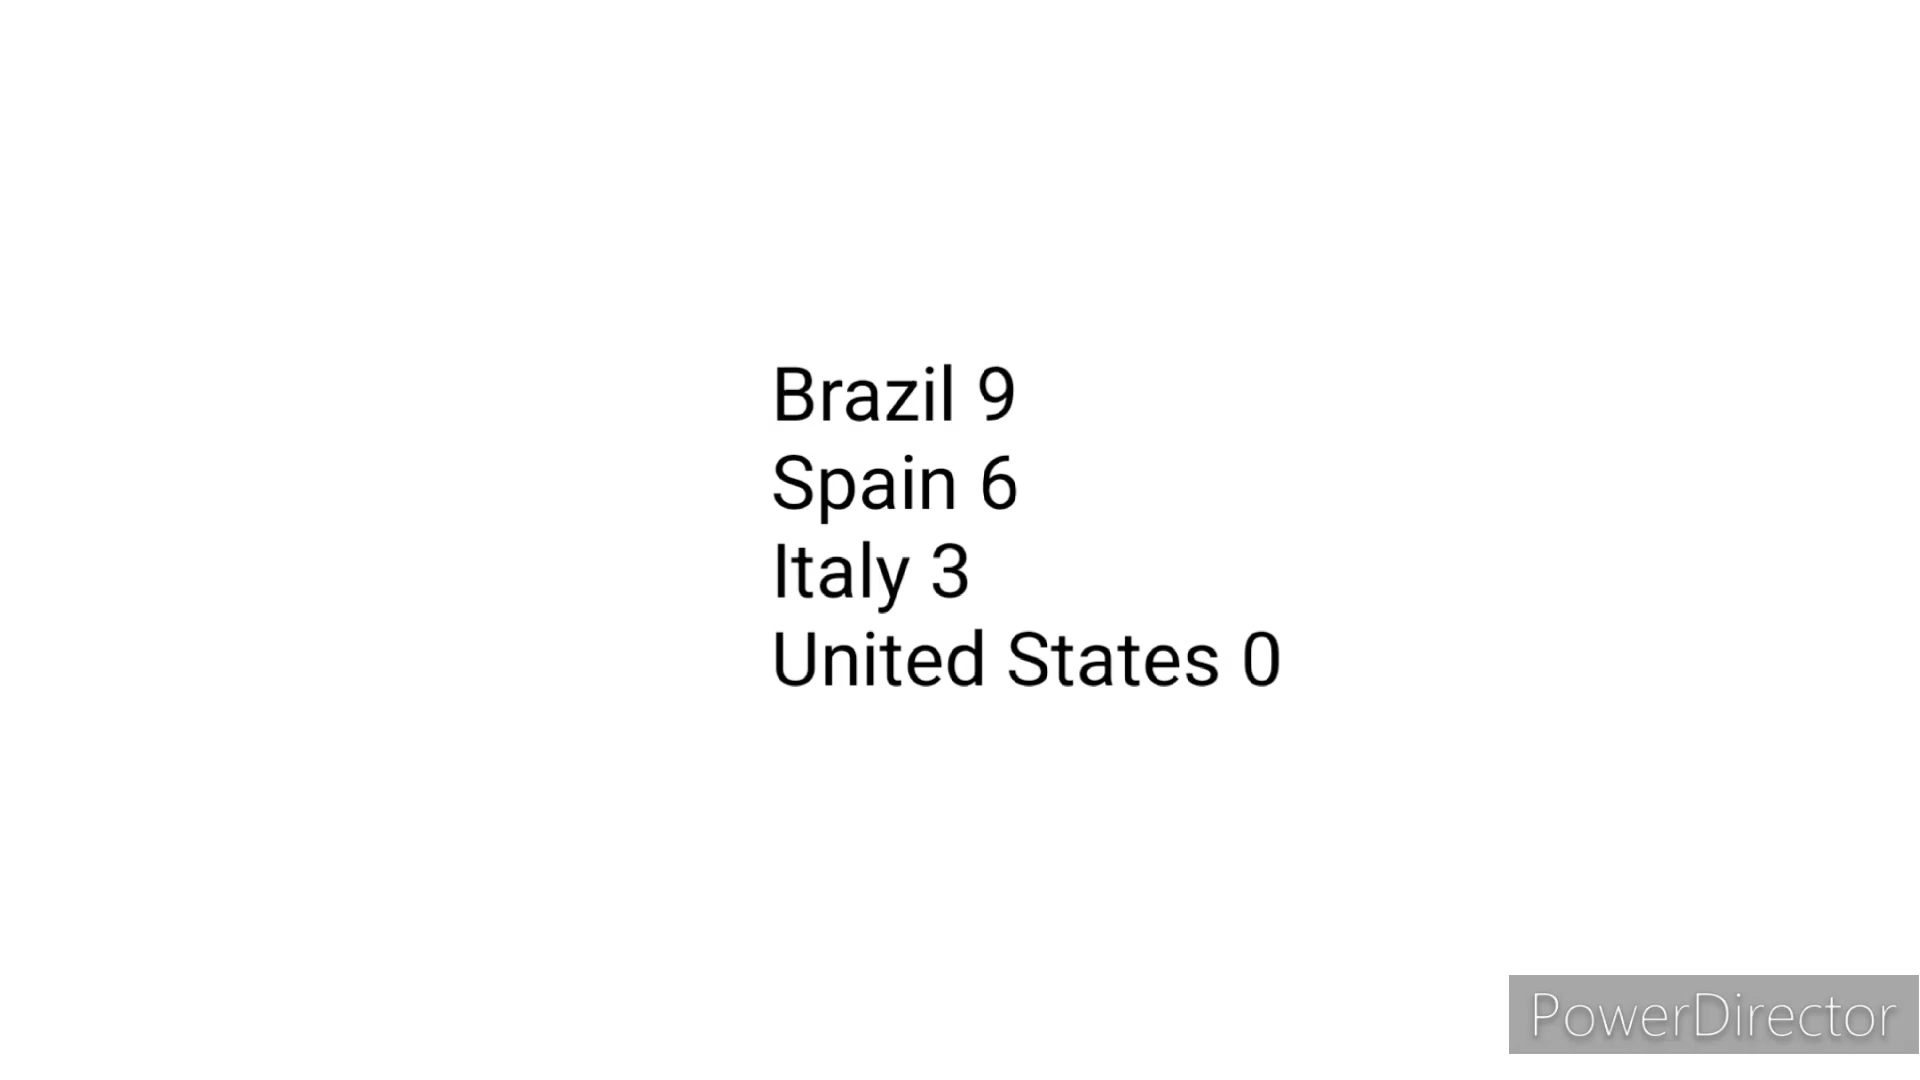 Brazil 9
Spain 6
Italy 3
United States 0
PowerDirector